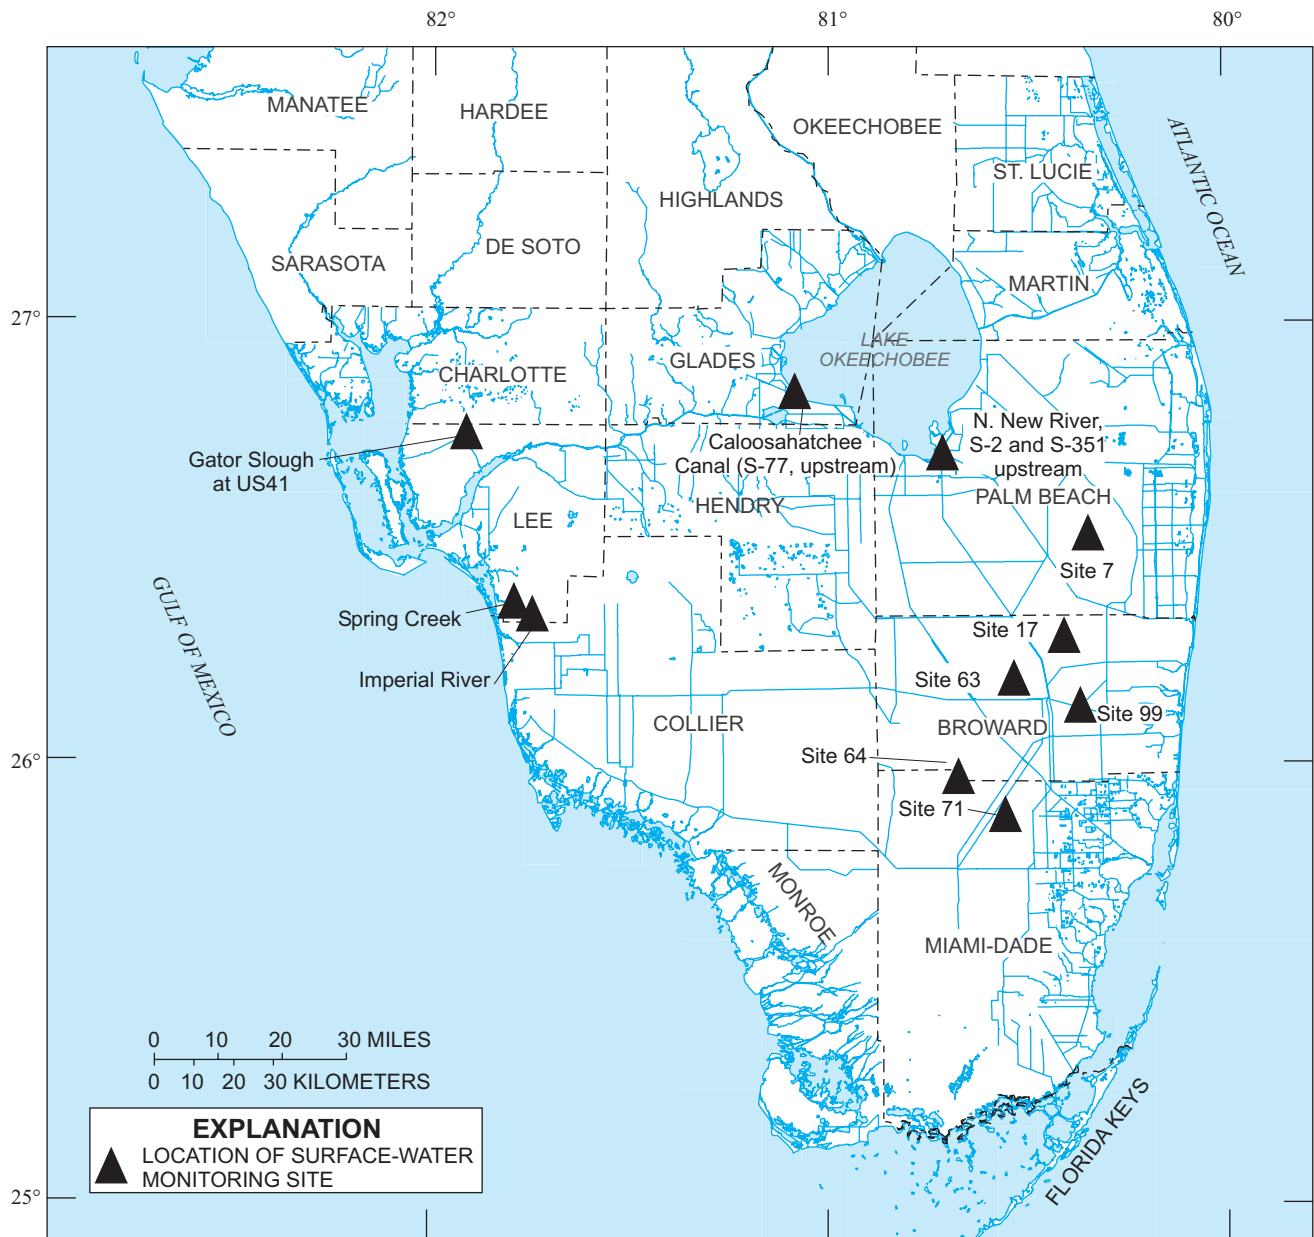 82°
81°
80°
MANATEE
HARDEE
OKEECHOBEE
ATLANTIC OCEAN
ST. LUCIE
HIGHLANDS
DE SOTO
SARASOTA
MARTIN
27°
LAKE
OKEECHOBEE
GLADES
CHARLOTTE
N. New River,
S-2 and S-351
upstream
Caloosahatchee
Canal (S-77, upstream)
Gator Slough
at US41
PALM BEACH
HENDRY
LEE
Site 7
GULF OF MEXICO
Spring Creek
Site 17
Imperial River
Site 63
Site 99
COLLIER
BROWARD
Site 64
26°
Site 71
MONROE
MIAMI-DADE
0 10 20 30 MILES
0 10 20 30 KILOMETERS
FLORIDA KEYS
EXPLANATION
LOCATION OF SURFACE-WATER
MONITORING SITE
25°